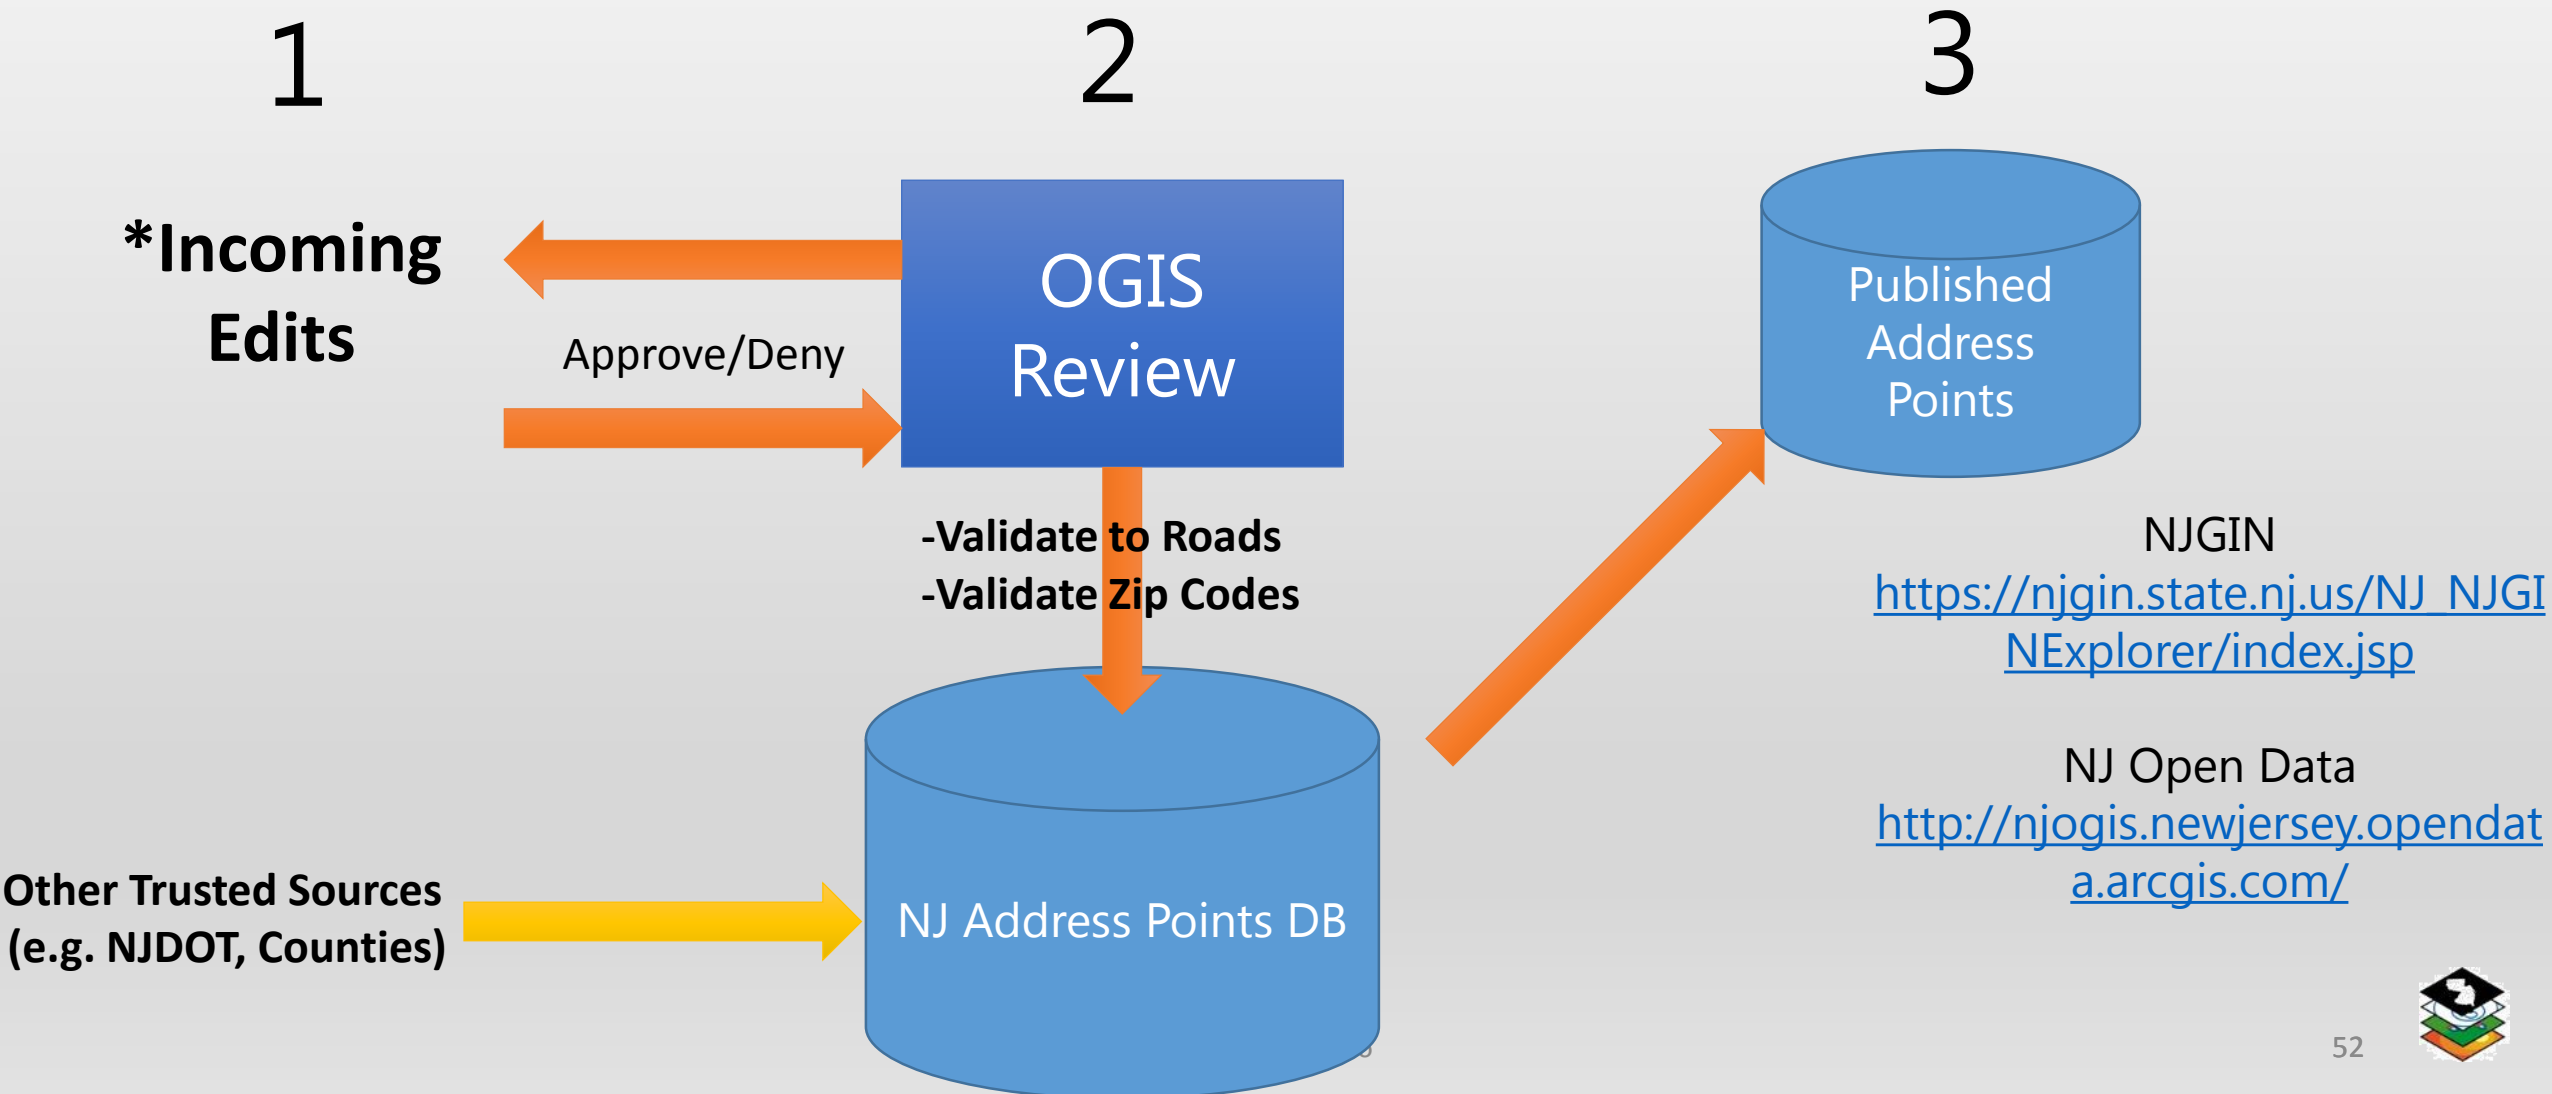 1
2
3
*Incoming
Edits
Approve/Deny
OGIS
Review
-Validate to Roads
-Validate Zip Codes
Other Trusted Sources
(e.g. NJDOT, Counties)
NJ Address Points DB
Published
Address
Points
NJGIN
https://njgin.state.nj.us/NJ_NJGI
NExplorer/index.jsp
NJ Open Data
http://njogis.newjersey.opendat
a.arcgis.com/
52